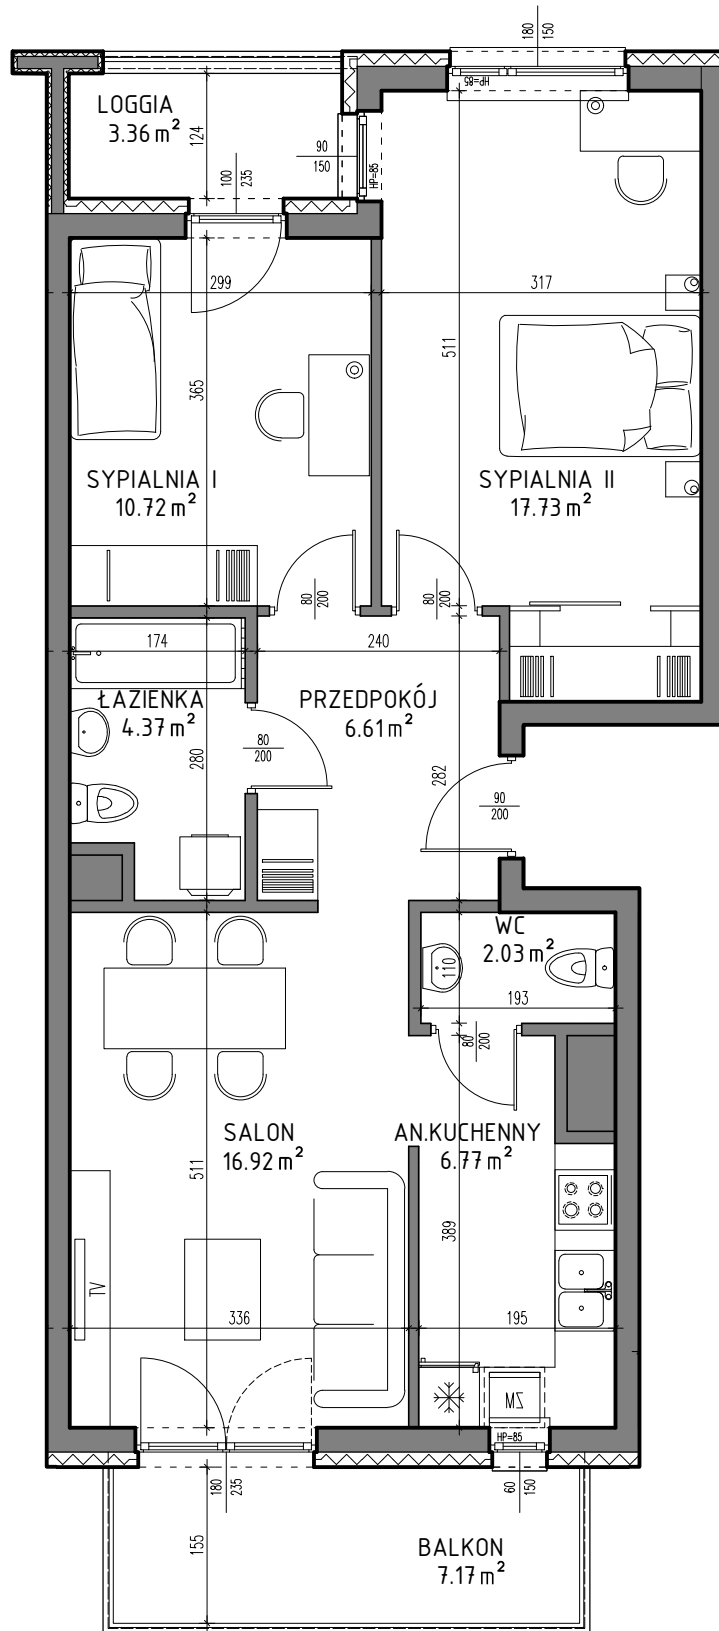 180
150
LOGGIA
3.36 m²
124
HP=85
90
150
HP=85
100
235
299
317
511
365
SYPIALNIA I
10.72 m²
SYPIALNIA II
17.73 m²
80
200
80
200
174
240
ŁAZIENKA
4.37 m²
PRZEDPOKÓJ
6.61 m²
80
200
280
282
90
200
WC
2.03 m²
110
193
80
200
SALON
16.92 m²
AN.KUCHENNY
6.77 m²
511
389
TV
336
195
MZ
HP=85
180
235
60
150
155
BALKON
7.17 m²